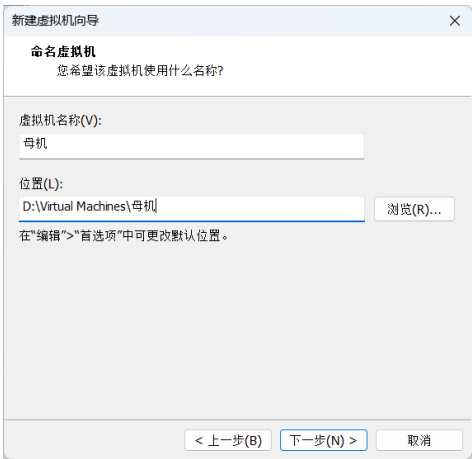 新建虚拟机向导
命名虚拟机
您希望该虚拟机使用什么名称?
虚拟机名称(V):
母机
位置(L):
D:\Virtual Machines\母机
浏览(R)...
在“编辑”>“首选项”中可更改默认位置。
< 上一步(B) 下一步(N) > 取消